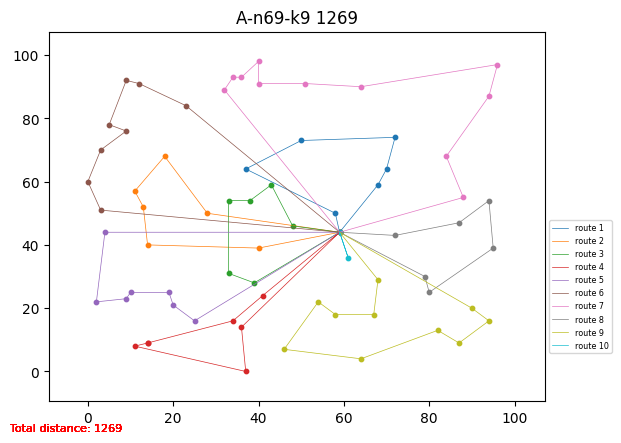 A-n69-k9 1269
100
80
60
40
20
0
0 20 40 60 80 100
route 1
route 2
route 3
route 4
route 5
route 6
route 7
route 8
route 9
route 10
Total distance: 1269